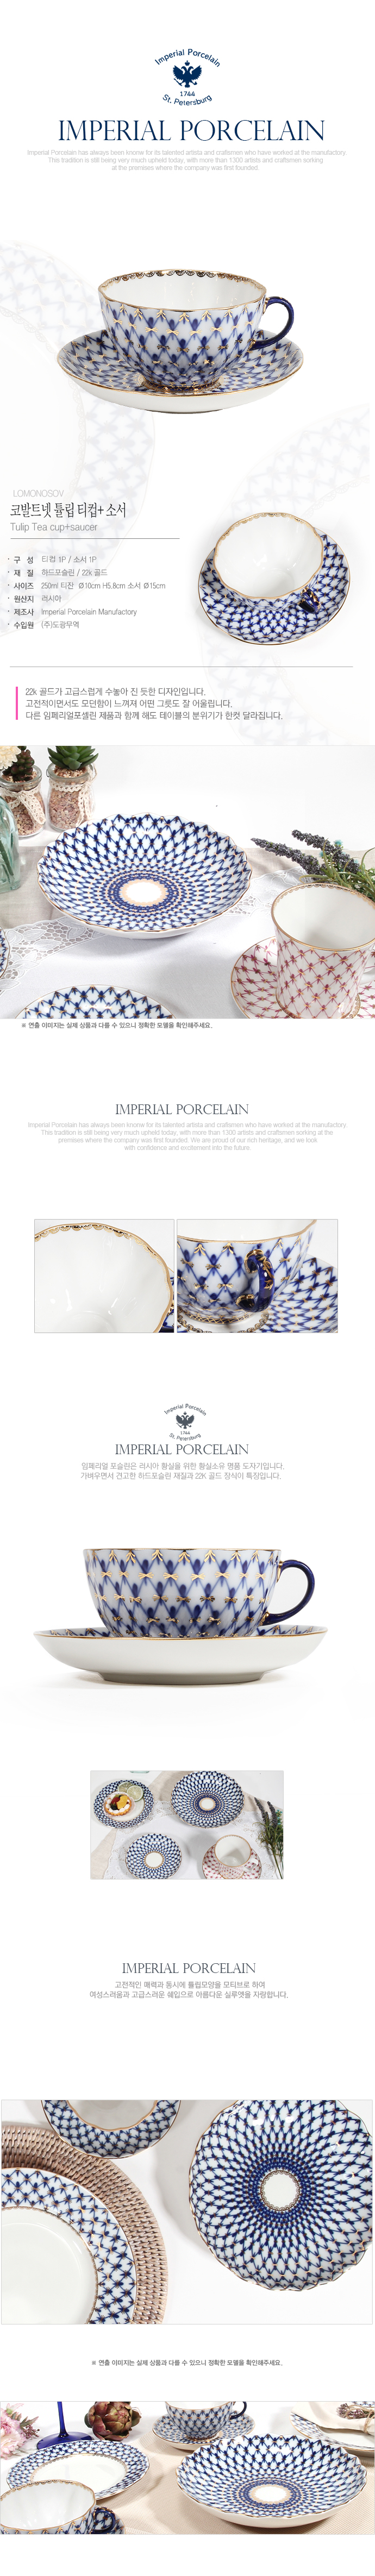 Imperial Porcelain
1744
St. Petersburg
IMPERIAL PORCELAIN
Imperial Porcelain has always been knonw for its talented artista and craftemen who have worked at the manufactory.
This tradition is still being very much upheld today, with more than 1300 artists and craftsmen sorking
at the premises where the company was first founded.
LOMONOSOV
코발트넷 튤립 티컵+ 소서
Tulip Tea cup+saucer
· 구 성 티컵 1P / 소서 1P
· 재 질 하드포슬린 / 22k 골드
· 사이즈 250ml 티잔 Ø10cm H5.8cm 소서 Ø15cm
· 원산지 러시아
· 제조사 Imperial Porcelain Manufactory
· 수입원 (주)도광무역
22k 골드가 고급스럽게 수놓아 진 듯한 디자인입니다.
고전적이면서도 모던함이 느껴져 어떤 그릇도 잘 어울립니다.
다른 임페리얼포셀린 제품과 함께 해도 테이블의 분위기가 한껏 달라집니다.
※ 연출 이미지는 실제 상품과 다를 수 있으니 정확한 모델을 확인해주세요.
IMPERIAL PORCELAIN
Imperial Porcelain has always been knonw for its talented artista and craftemen who have worked at the manufactory.
This tradition is still being very much upheld today, with more than 1300 artists and craftsmen sorking at the
premises where the company was first founded. We are proud of our rich heritage, and we look
with confidence and excitement into the future.
Imperial Porcelain
1744
St. Petersburg
IMPERIAL PORCELAIN
임페리얼 포슬린은 러시아 황실을 위한 황실소유 명품 도자기입니다.
가벼우면서 견고한 하드포슬린 재질과 22K 골드 장식이 특징입니다.
IMPERIAL PORCELAIN
고전적인 매력과 동시에 튤립모양을 모티브로 하여
여성스러움과 고급스러운 쉐입으로 아름다운 실루엣을 자랑합니다.
※ 연출 이미지는 실제 상품과 다를 수 있으니 정확한 모델을 확인해주세요.